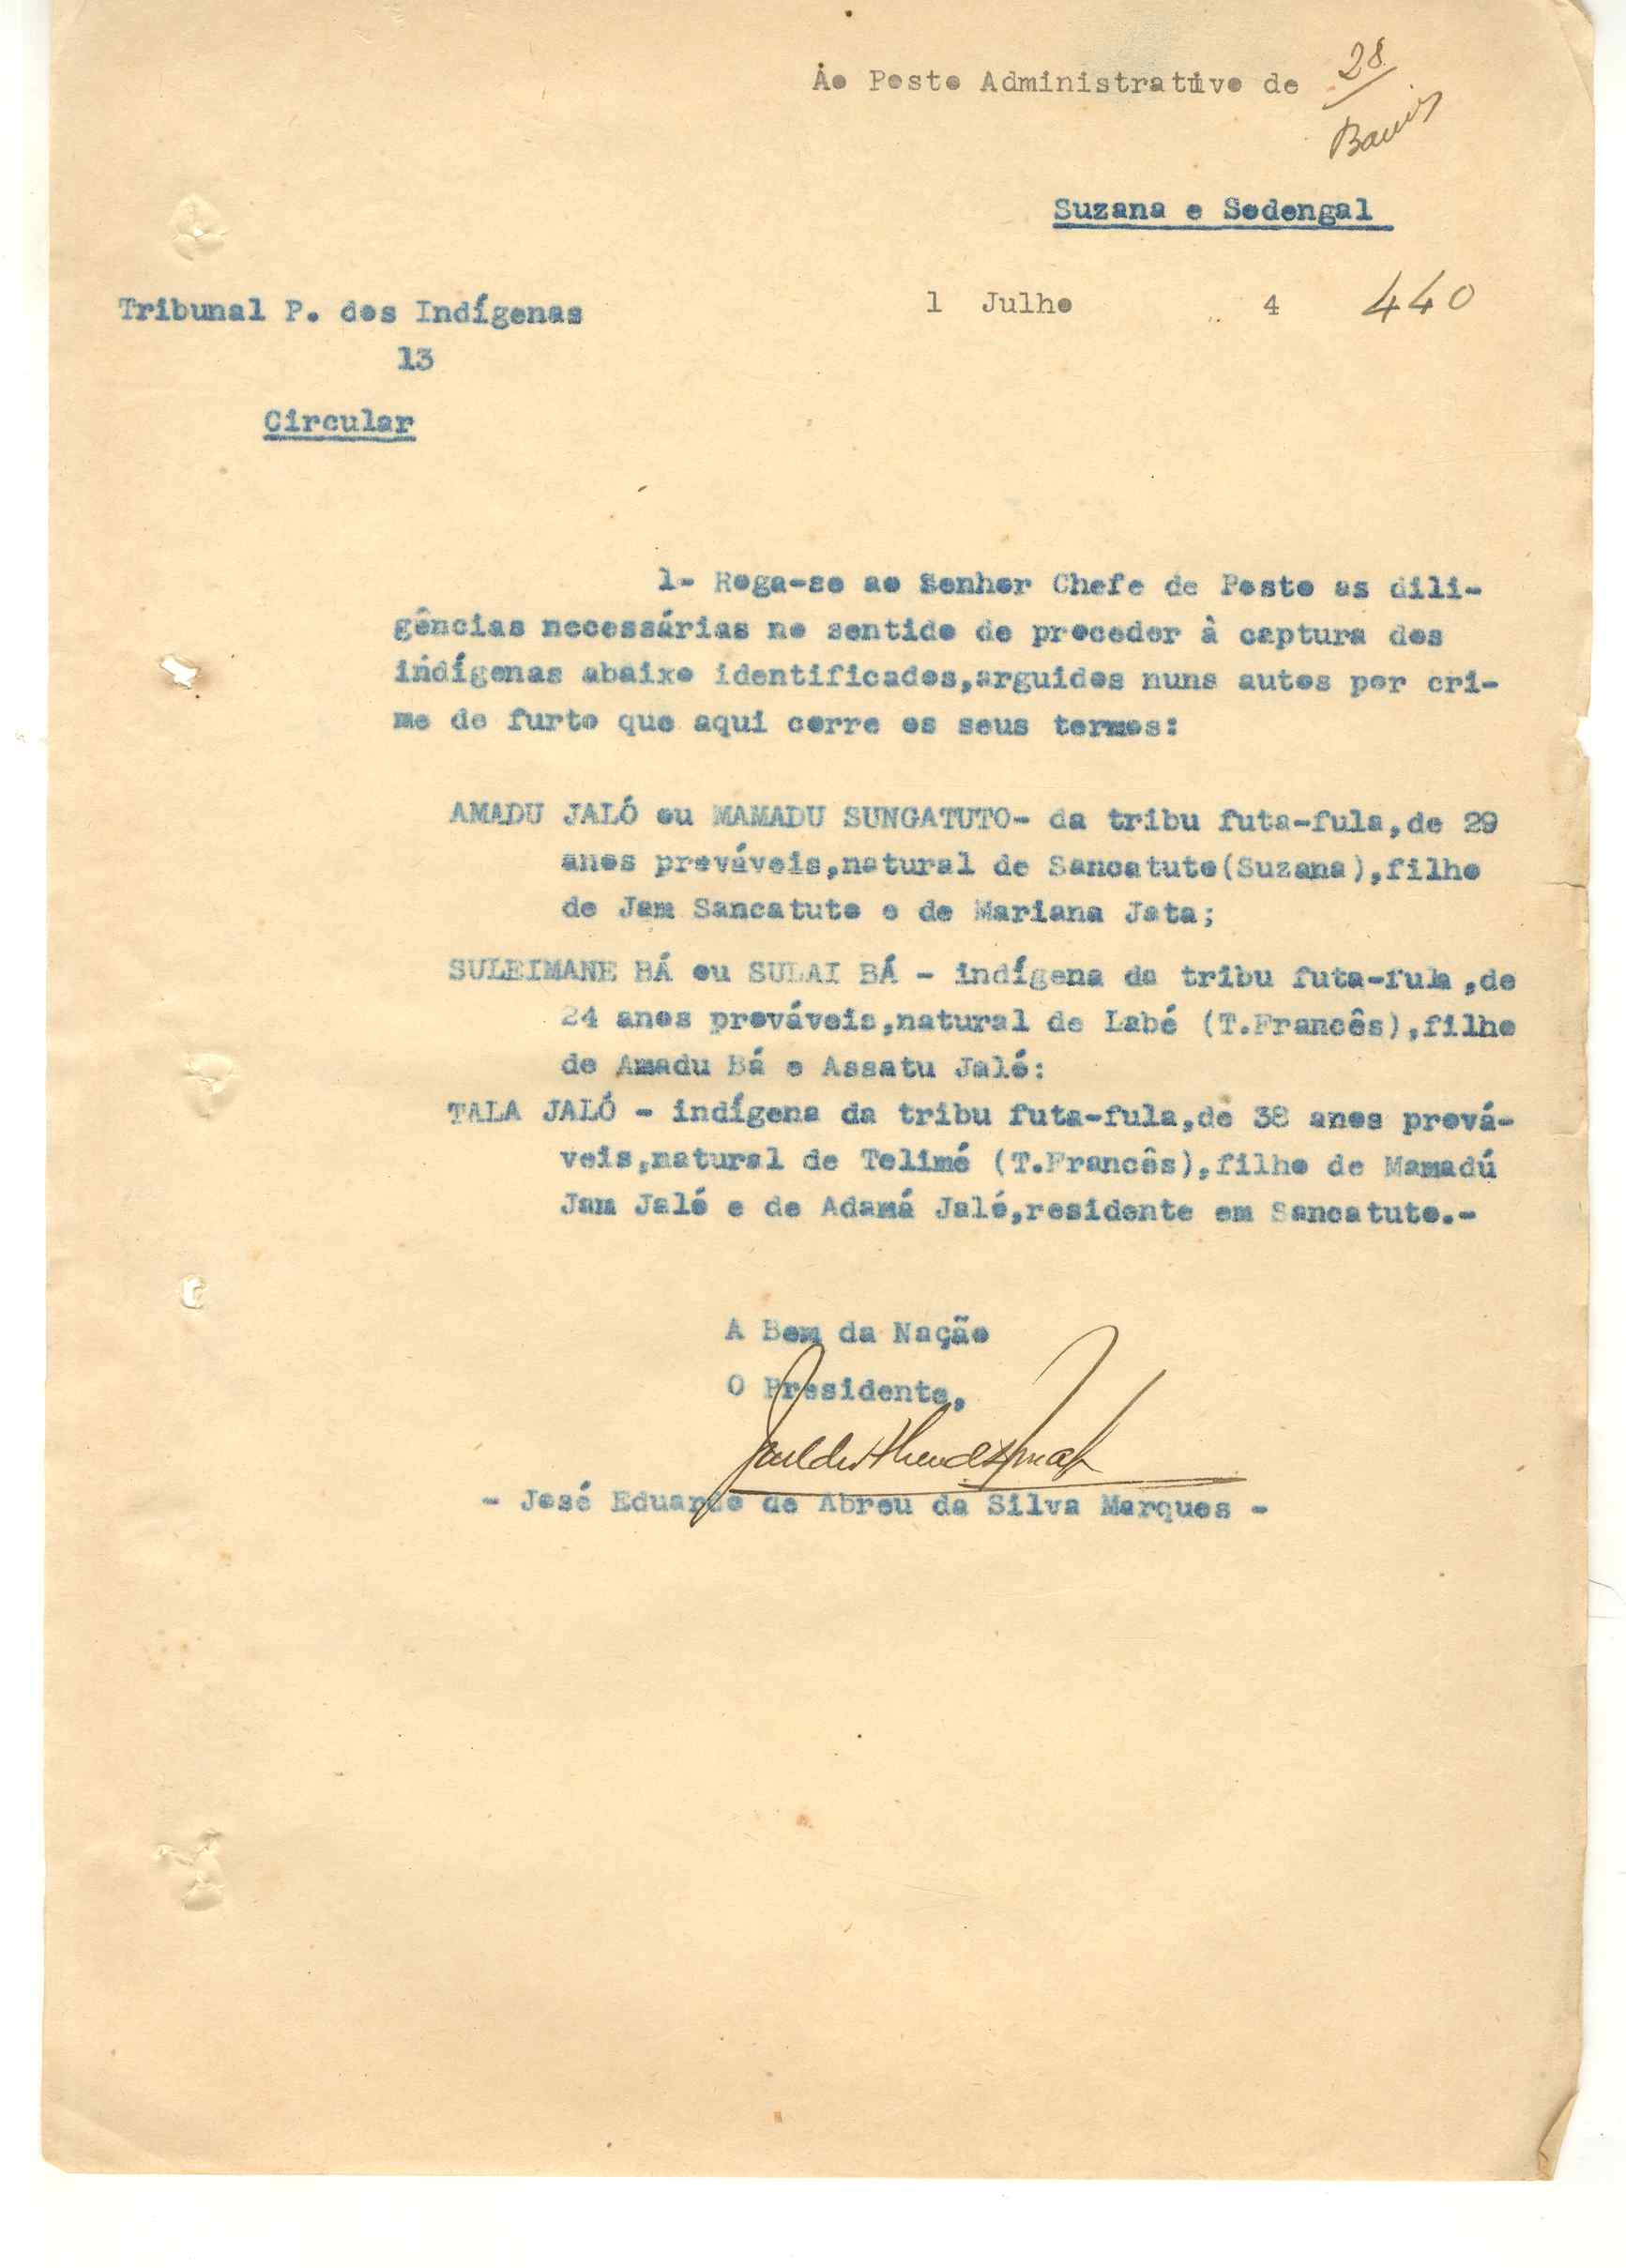 Ao Posto Administrativo de
28
Suzana e Sedengal
Tribunal P. dos Indígenas
1 Julho 4 440
13
Circular
1- Roga-se ao Senhor Chefe de Posto as dili-
gências necessárias no sentido de proceder à captura dos
indígenas abaixo identificados,arguidos nuns autos por cri-
me de furto que aqui corre os seus termos:
AMADU JALÓ ou MAMADU SUNGATUTO- da tribu futa-fula,de 29
anos prováveis,natural de Sancatuto(Suzana),filho
de Jam Sancatuto e de Mariana Jata;
SULEIMANE BÁ ou SULAI BÁ - indígena da tribu futa-fula ,de
24 anos prováveis,natural de Labé (T.Francês),filho
de Amadu Bá e Assatu Jaló:
TALA JALÓ - indígena da tribu futa-fula,de 38 anos prová-
veis,natural de Telimé (T.Francês),filho de Mamadú
Jam Jaló e de Adamá Jaló,residente em Sancatuto.-
A Bem da Nação
O Presidente,
- José Eduardo de Abreu da Silva Marques -